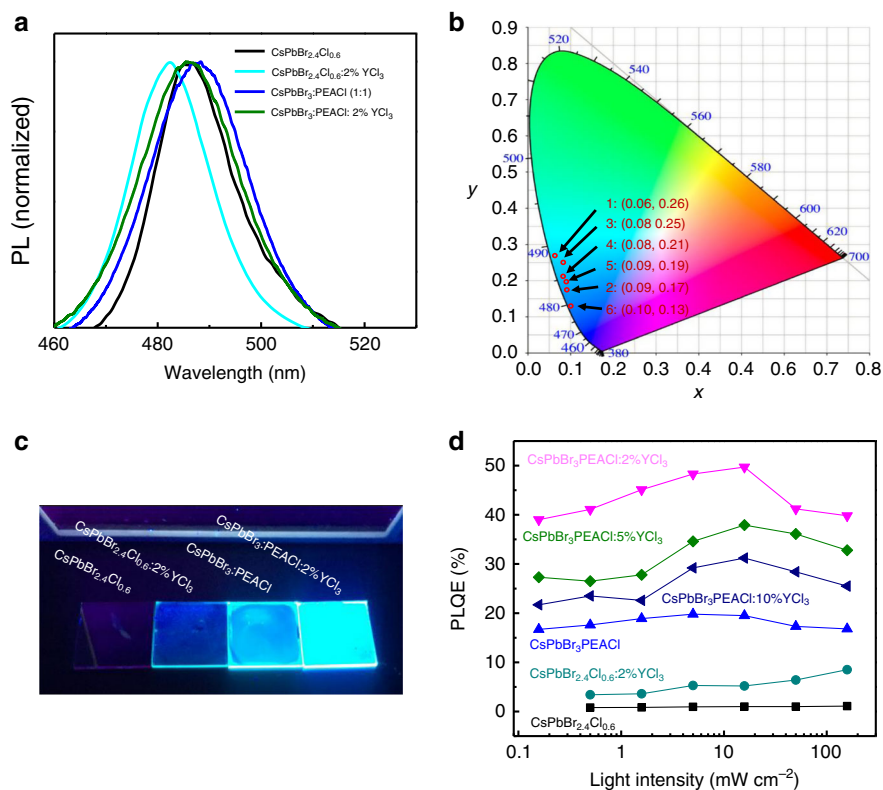 a
CsPbBr₂.₄Cl₀.₆
CsPbBr₂.₄Cl₀.₆:2% YCl₃
CsPbBr₃:PEACl (1:1)
CsPbBr₃:PEACl: 2% YCl₃
PL (normalized)
460 480 500 520
Wavelength (nm)
b
0.9
0.8
0.7
0.6
0.5
0.4
0.3
0.2
0.1
0.0
y
520
540
560
500
580
600
620
490
700
480
470
460
380
1: (0.06, 0.26)
3: (0.08 0.25)
4: (0.08, 0.21)
5: (0.09, 0.19)
2: (0.09, 0.17)
6: (0.10, 0.13)
0.0 0.1 0.2 0.3 0.4 0.5 0.6 0.7 0.8
x
c
CsPbBr₂.₄Cl₀.₆
CsPbBr₂.₄Cl₀.₆:2%YCl₃
CsPbBr₃:PEACl
CsPbBr₃:PEACl:2%YCl₃
d
50
40
30
20
10
0
PLQE (%)
CsPbBr₃PEACl:2%YCl₃
CsPbBr₃PEACl:5%YCl₃
CsPbBr₃PEACl:10%YCl₃
CsPbBr₃PEACl
CsPbBr₂.₄Cl₀.₆:2%YCl₃
CsPbBr₂.₄Cl₀.₆
0.1 1 10 100
Light intensity (mW cm⁻²)